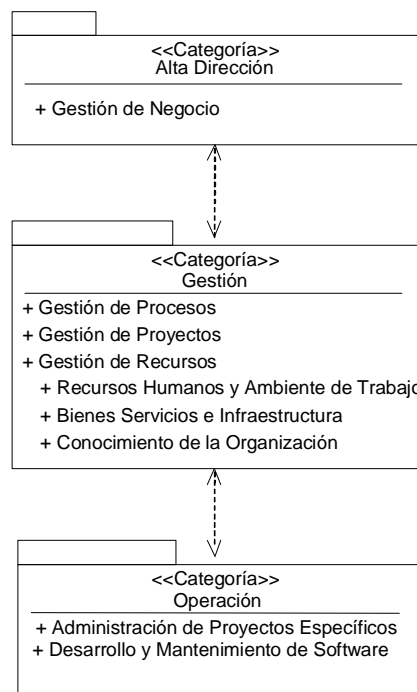 <<Categoría>>
Alta Dirección
+ Gestión de Negocio
<<Categoría>>
Gestión
+ Gestión de Procesos
+ Gestión de Proyectos
+ Gestión de Recursos
+ Recursos Humanos y Ambiente de Trabajo
+ Bienes Servicios e Infraestructura
+ Conocimiento de la Organización
<<Categoría>>
Operación
+ Administración de Proyectos Específicos
+ Desarrollo y Mantenimiento de Software